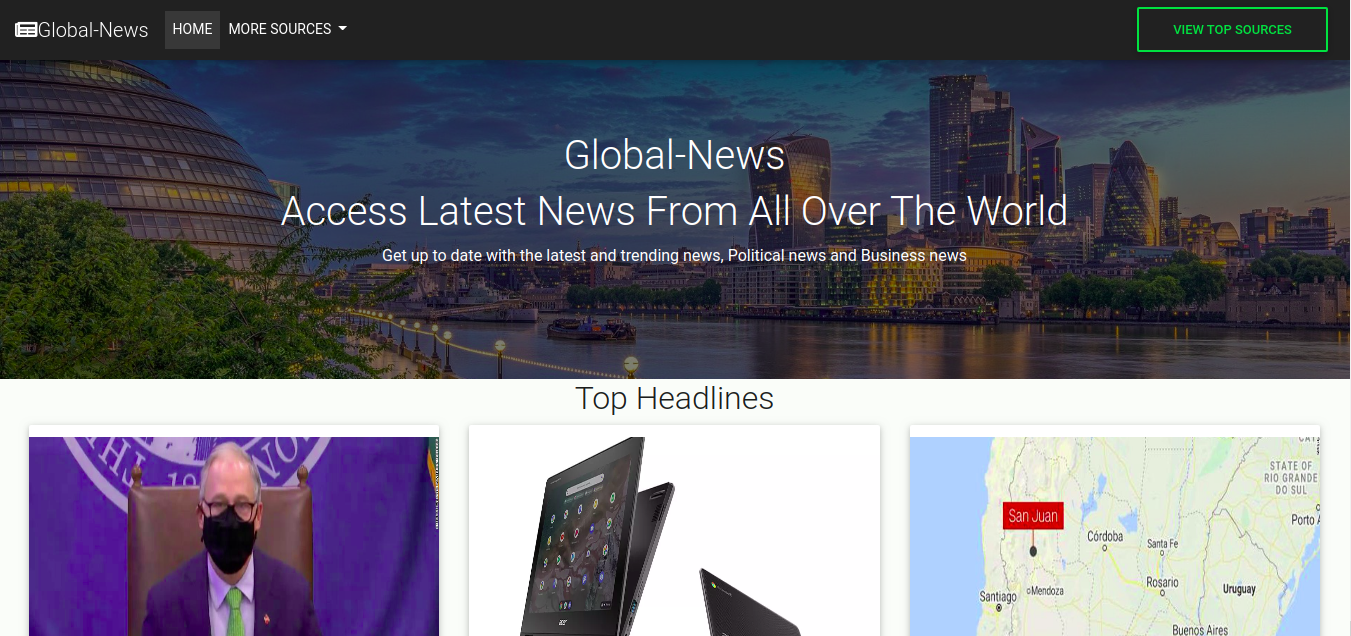 Global-News
HOME
MORE SOURCES
VIEW TOP SOURCES
Global-News
Access Latest News From All Over The World
Get up to date with the latest and trending news, Political news and Business news
Top Headlines
acer
San Juan
Córdoba
Santa Fe
Mendoza
Rosario
Santiago
Uruguay
Buenos Aires
STATE OF
RIO GRANDE
DO SUL
Porto A